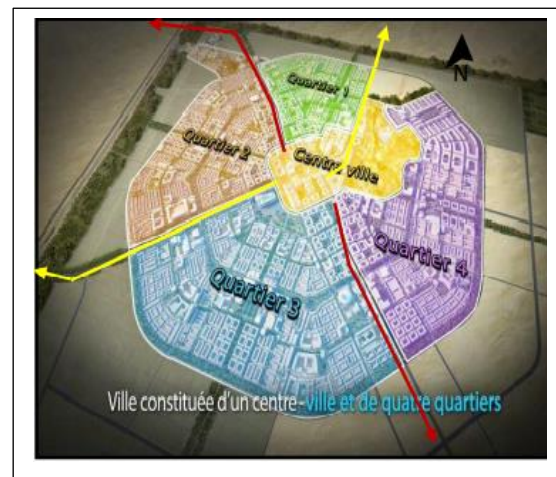 N
Quartier 1
Quartier 2
Centre ville
Quartier 4
Quartier 3
Ville constituée d'un centre-ville et de quatre quartiers